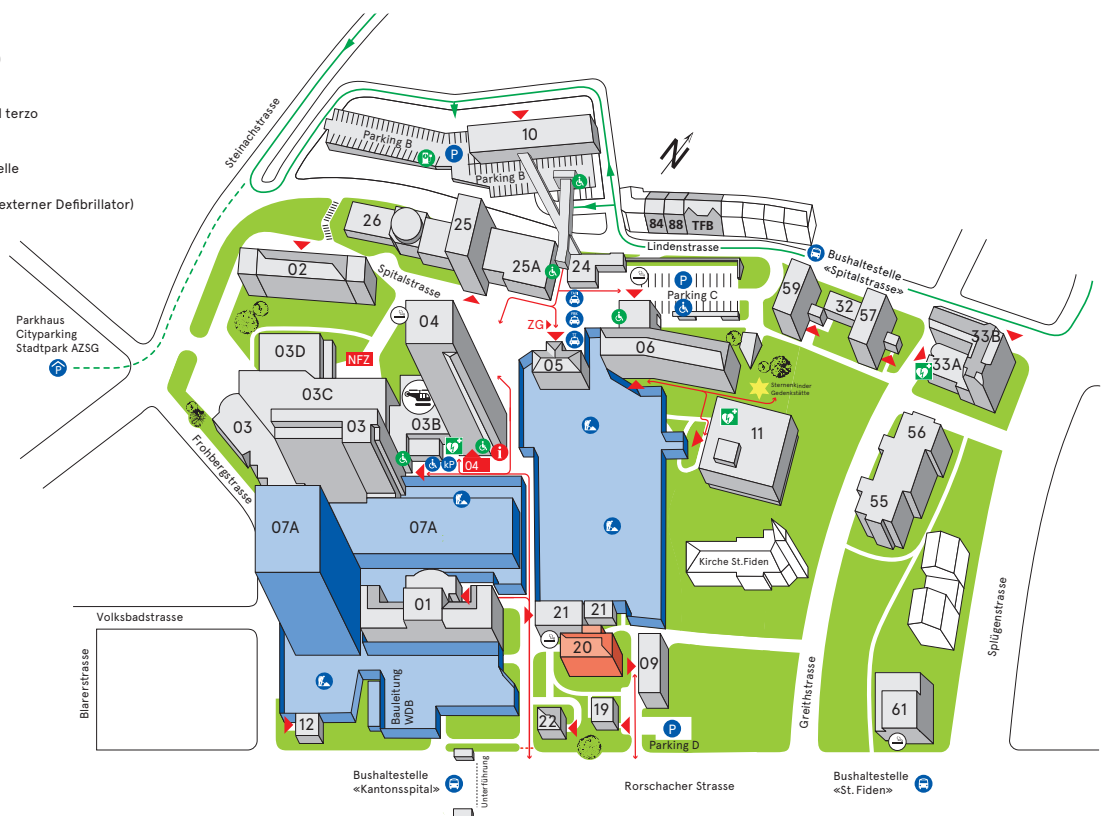 l terzo
elle
externer Defibrillator)
Steinachstrasse
Parking B
P
10
Parking B
N
84 88 TFB
Lindenstrasse
Bushaltestelle
«Spitalstrasse»
26
25
25A
24
02
Spitalstrasse
P
Parking C
59
32
57
33B
33A
Parkhaus
Cityparking
Stadtpark AZSG
P
04
ZG
05
06
03D
NFZ
Sternenkinder
Gedenkstätte
03C
03
03
03B
11
56
kP
04
i
Frohbergstrasse
55
07A
07A
Kirche St.Fiden
01
21
21
20
09
Volksbadstrasse
Blarerstrasse
Bauleitung
WDB
12
22
19
P
Parking D
Greithstrasse
Splügenstrasse
61
Bushaltestelle
«Kantonsspital»
Unterführung
Rorschacher Strasse
Bushaltestelle
«St. Fiden»